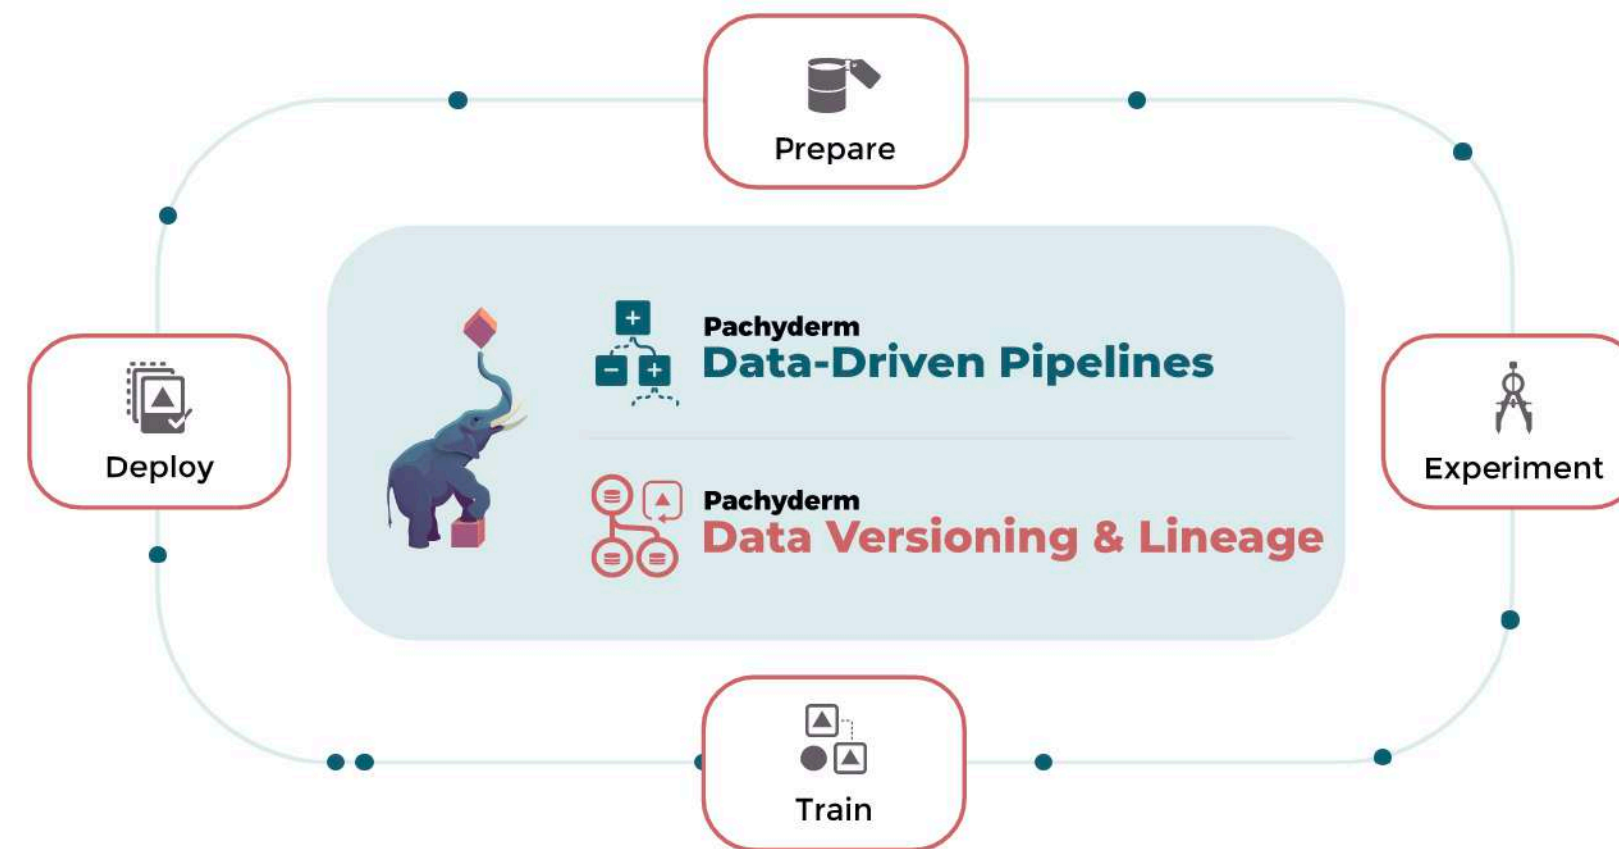 Prepare
Pachyderm
Data-Driven Pipelines
Deploy
Experiment
Pachyderm
Data Versioning & Lineage
Train